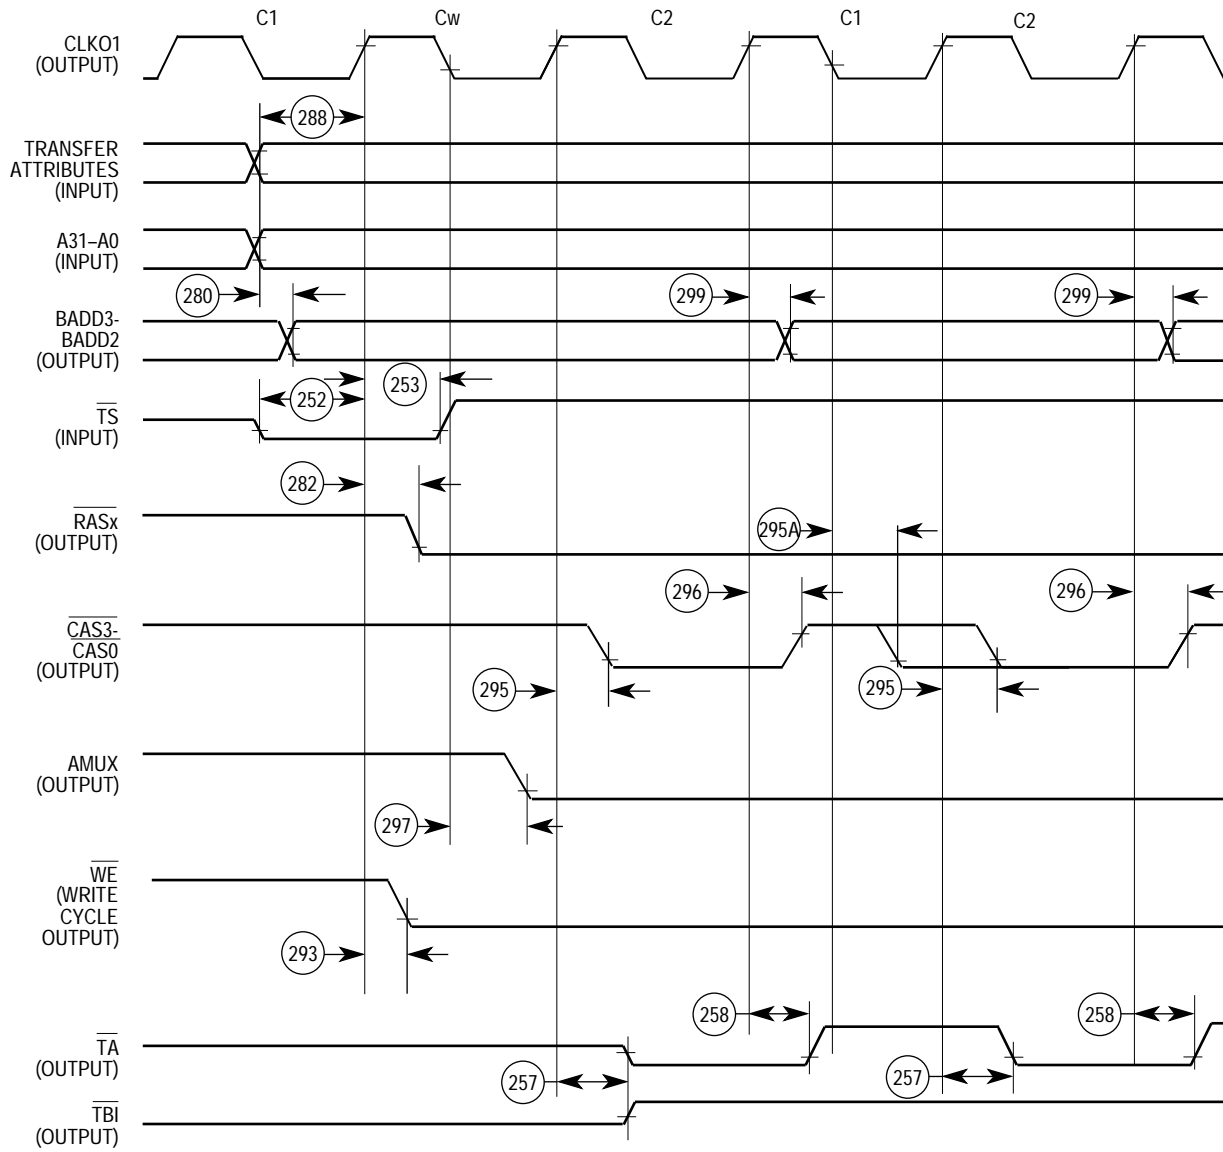 C1 Cw C2 C1 C2
CLKO1
(OUTPUT)
288
TRANSFER
ATTRIBUTES
(INPUT)
A31–A0
(INPUT)
280 299 299
BADD3-
BADD2
(OUTPUT)
252 253
TS
(INPUT)
282
RASx
(OUTPUT)
295A
296 296
CAS3-
CAS0
(OUTPUT)
295 295
AMUX
(OUTPUT)
297
WE
(WRITE
CYCLE
OUTPUT)
293
258 258
TA
(OUTPUT)
257 257
TBI
(OUTPUT)